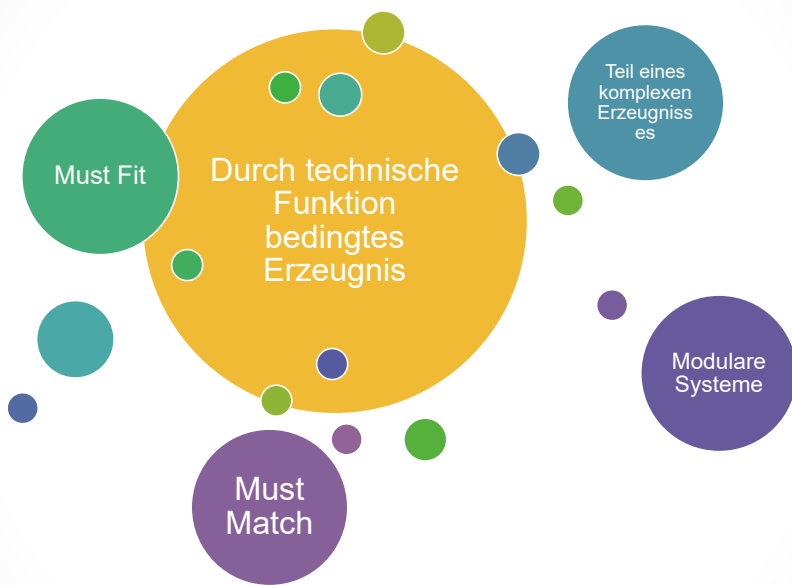 Teil eines
komplexen
Erzeugniss
es
Must Fit
Durch technische
Funktion
bedingtes
Erzeugnis
Modulare
Systeme
Must
Match